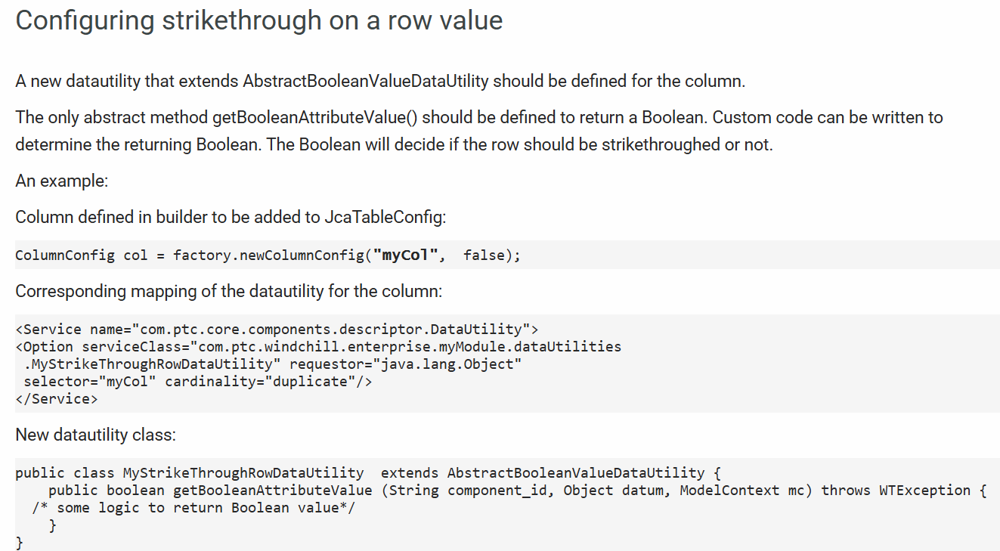 Configuring strikethrough on a row value
A new datautility that extends AbstractBooleanValueDataUtility should be defined for the column.
The only abstract method getBooleanAttributeValue() should be defined to return a Boolean. Custom code can be written to
determine the returning Boolean. The Boolean will decide if the row should be strikethroughed or not.
An example:
Column defined in builder to be added to JcaTableConfig:
ColumnConfig col = factory.newColumnConfig("myCol",  false);
Corresponding mapping of the datautility for the column:
<Service name="com.ptc.core.components.descriptor.DataUtility">
<Option serviceClass="com.ptc.windchill.enterprise.myModule.dataUtilities
 .MyStrikeThroughRowDataUtility" requestor="java.lang.Object"
 selector="myCol" cardinality="duplicate"/>
</Service>
New datautility class:
public class MyStrikeThroughRowDataUtility  extends AbstractBooleanValueDataUtility {
    public boolean getBooleanAttributeValue (String component_id, Object datum, ModelContext mc) throws WTException {
  /* some logic to return Boolean value*/
    }
}